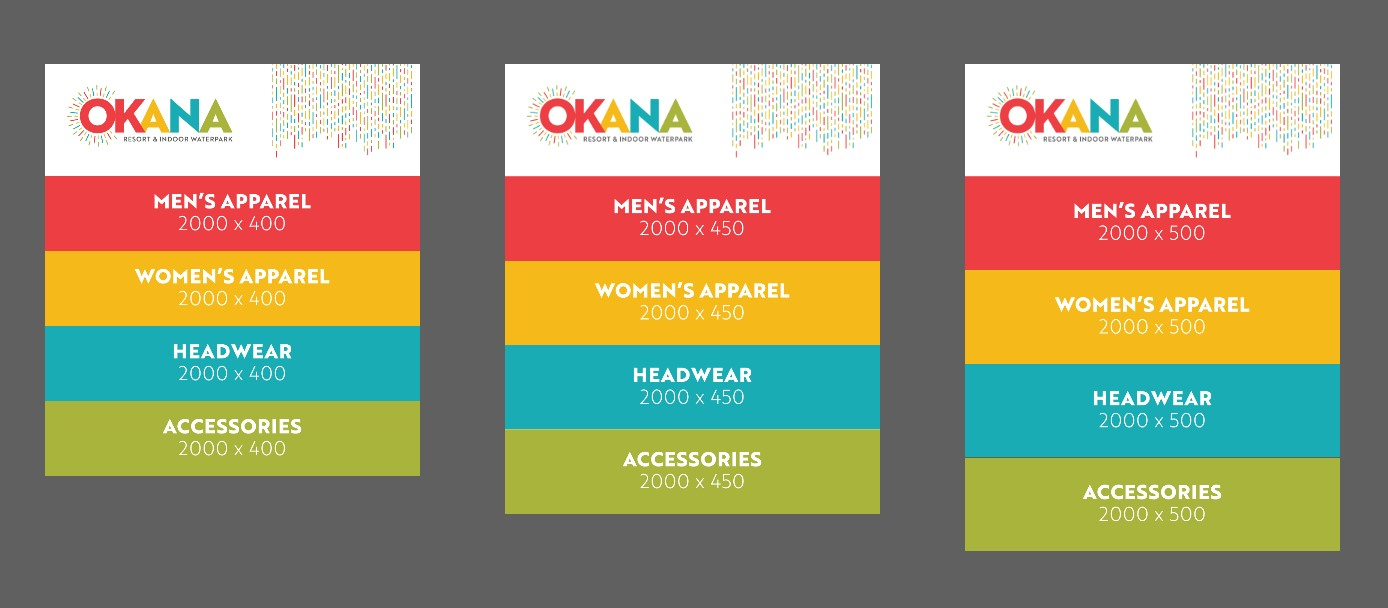 OKANA
RESORT & INDOOR WATERPARK
MEN'S APPAREL
2000 x 400
WOMEN'S APPAREL
2000 x 400
HEADWEAR
2000 x 400
ACCESSORIES
2000 x 400
OKANA
RESORT & INDOOR WATERPARK
MEN'S APPAREL
2000 x 450
WOMEN'S APPAREL
2000 x 450
HEADWEAR
2000 x 450
ACCESSORIES
2000 x 450
OKANA
RESORT & INDOOR WATERPARK
MEN'S APPAREL
2000 x 500
WOMEN'S APPAREL
2000 x 500
HEADWEAR
2000 x 500
ACCESSORIES
2000 x 500